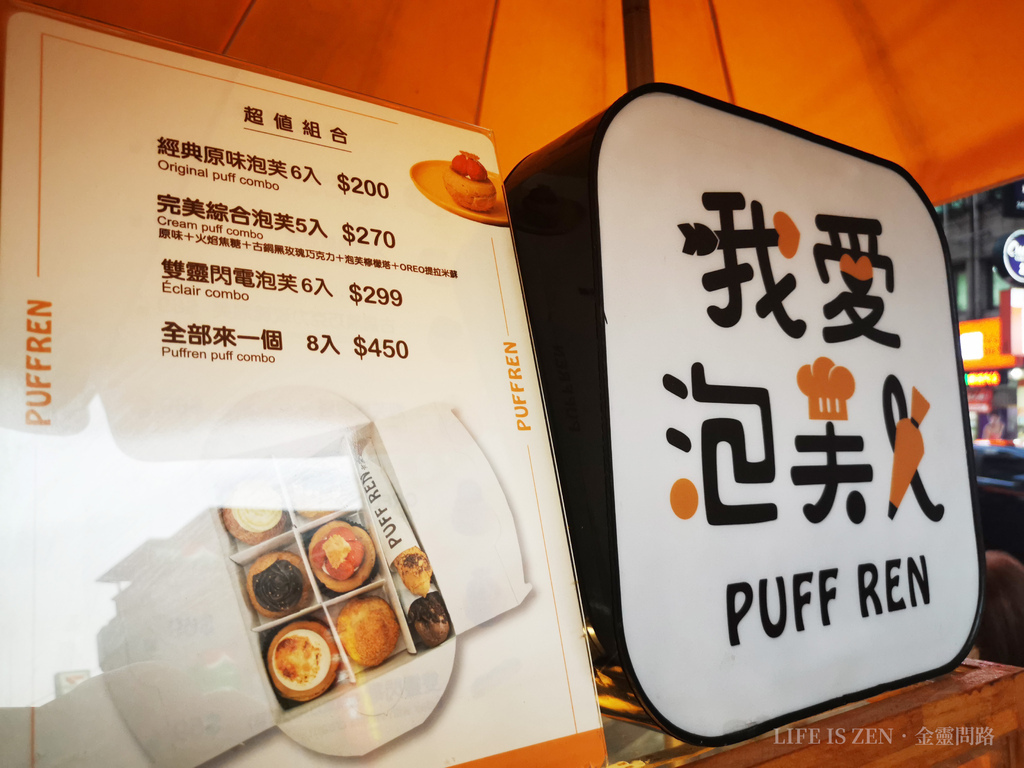 超值組合
經典原味泡芙6入 $200
Original puff combo
完美綜合泡芙5入 $270
Cream puff combo
原味+火焰焦糖+古銅黑玫瑰巧克力+泡芙檸檬塔+OREO提拉米蘇
雙靈閃電泡芙6入 $299
Éclair combo
全部來一個 8入 $450
Puffren puff combo
PUFFREN
PUFFREN
PUFF REN
我愛
泡芙人
PUFF REN
LIFE IS ZEN・金靈問路